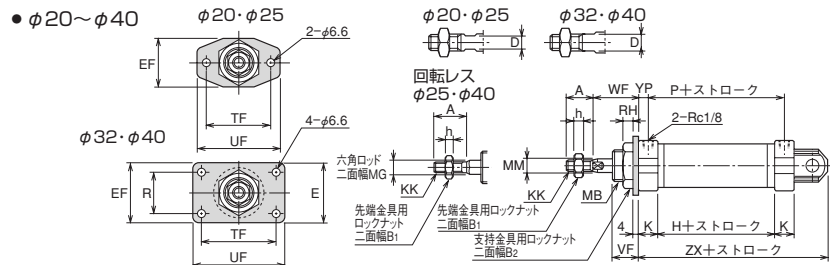 ● φ20～φ40
φ20・φ25
2-φ6.6
EF
TF
UF
φ32・φ40
4-φ6.6
EF
R
E
TF
UF
φ20・φ25
D
φ32・φ40
D
回転レス
φ25・φ40
A
h
六角ロッド
二面幅MG
KK
先端金具用
ロックナット
二面幅B1
A
WF
YP
P+ストローク
h
RH
2-Rc1/8
MM
KK
MB
先端金具用ロックナット
二面幅B1
支持金具用ロックナット
二面幅B2
4
K
H+ストローク
K
VF
ZX+ストローク